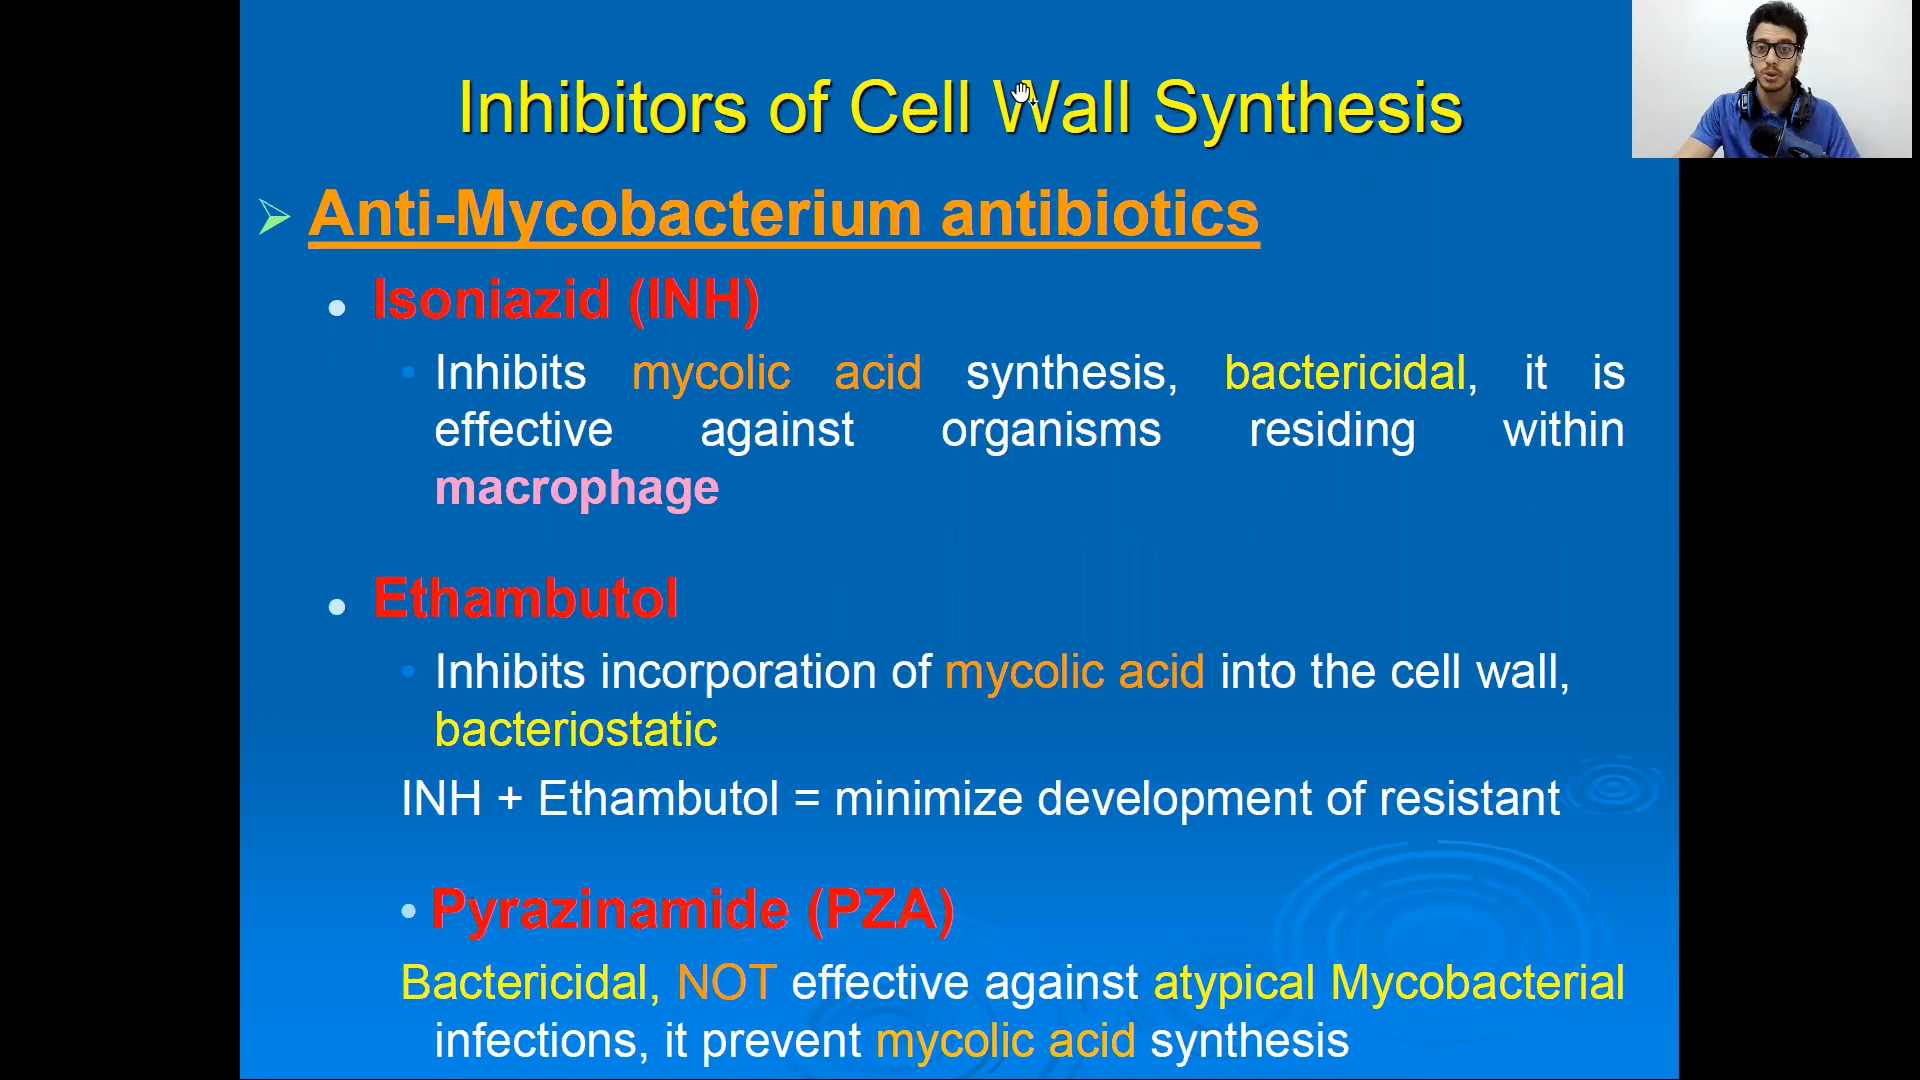 Inhibitors of Cell Wall Synthesis
Anti-Mycobacterium antibiotics
Isoniazid (INH)
Inhibits mycolic acid synthesis, bactericidal, it is
effective against organisms residing within
macrophage
Ethambutol
Inhibits incorporation of mycolic acid into the cell wall,
bacteriostatic
INH + Ethambutol = minimize development of resistant
Pyrazinamide (PZA)
Bactericidal, NOT effective against atypical Mycobacterial
infections, it prevent mycolic acid synthesis